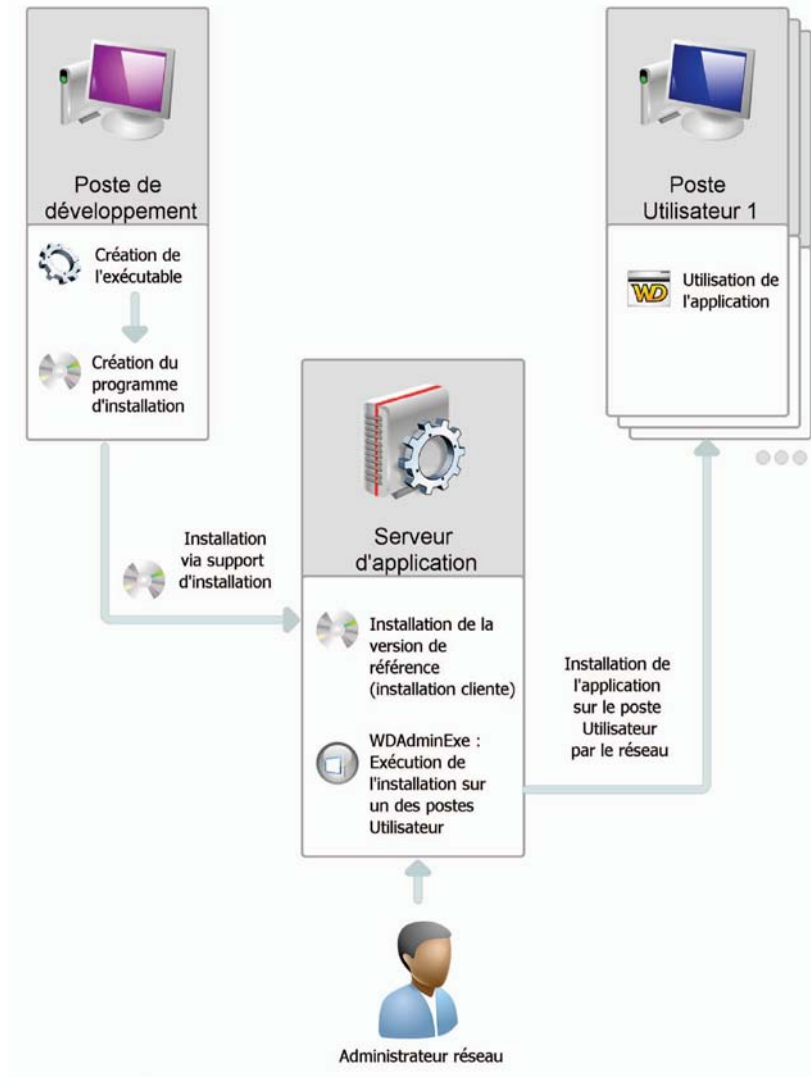 Poste de
développement
Création de
l'exécutable
Création du
programme
d'installation
Installation
via support
d'installation
Serveur
d'application
Installation de la
version de
référence
(installation cliente)
WDAdminExe :
Exécution de
l'installation sur
un des postes
Utilisateur
Administrateur réseau
Installation de
l'application
sur le poste
Utilisateur
par le réseau
Poste
Utilisateur 1
WD
Utilisation de
l'application